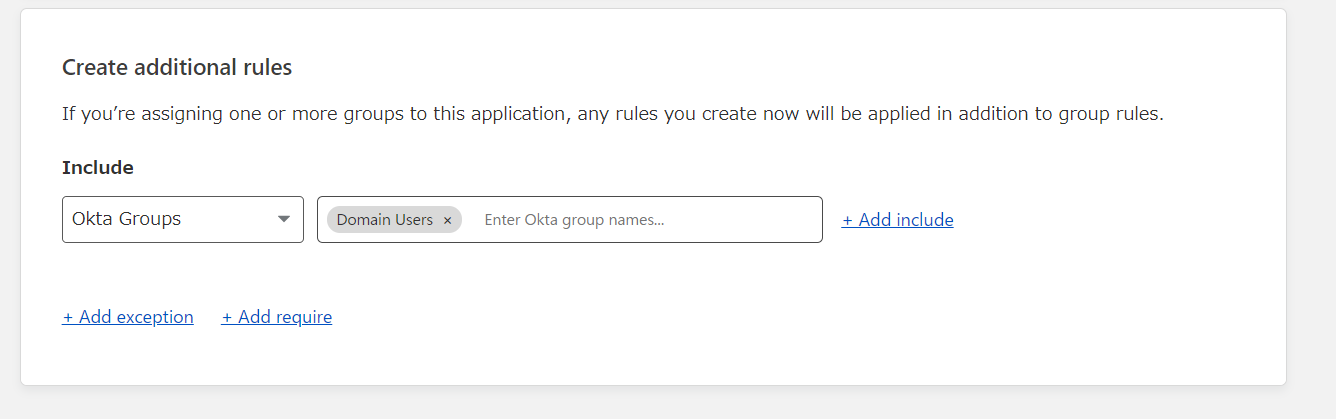 Create additional rules
If you’re assigning one or more groups to this application, any rules you create now will be applied in addition to group rules.
Include
Okta Groups Domain Users × Enter Okta group names... + Add include
+ Add exception + Add require